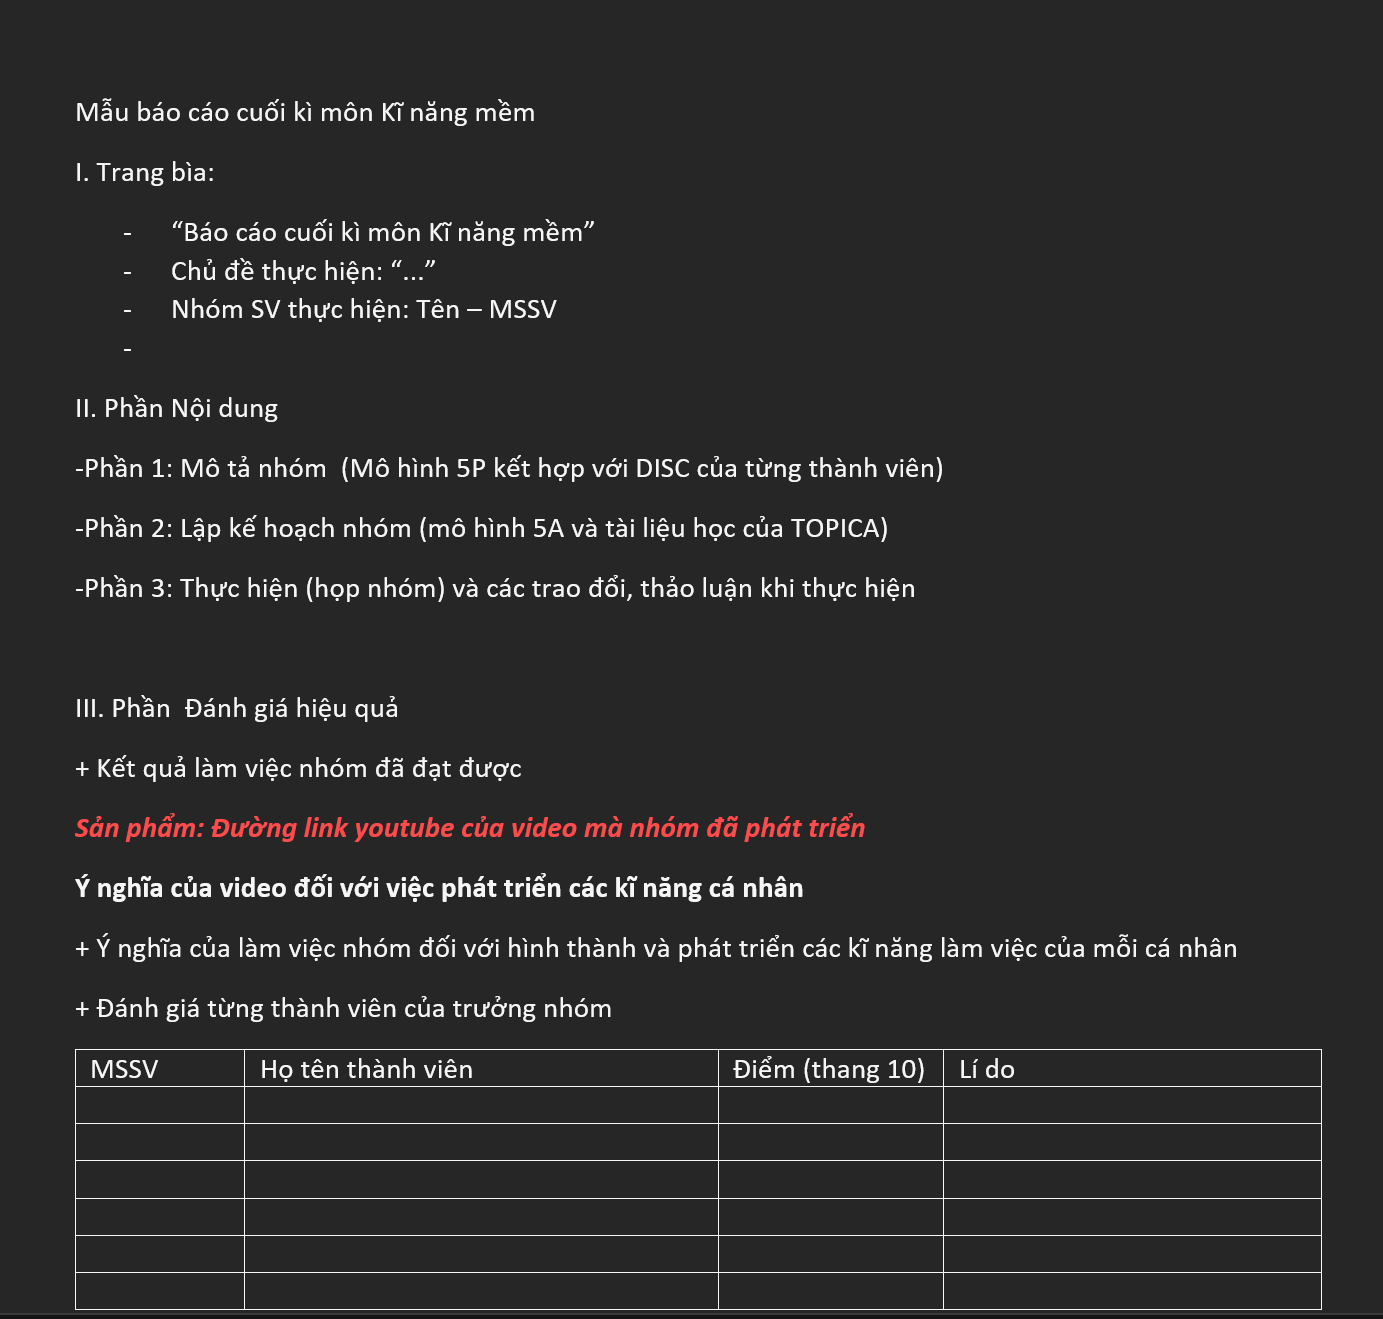 Mẫu báo cáo cuối kì môn Kĩ năng mềm
I. Trang bìa:
- “Báo cáo cuối kì môn Kĩ năng mềm”
- Chủ đề thực hiện: “...”
- Nhóm SV thực hiện: Tên – MSSV
-
II. Phần Nội dung
-Phần 1: Mô tả nhóm  (Mô hình 5P kết hợp với DISC của từng thành viên)
-Phần 2: Lập kế hoạch nhóm (mô hình 5A và tài liệu học của TOPICA)
-Phần 3: Thực hiện (họp nhóm) và các trao đổi, thảo luận khi thực hiện
III. Phần  Đánh giá hiệu quả
+ Kết quả làm việc nhóm đã đạt được
Sản phẩm: Đường link youtube của video mà nhóm đã phát triển
Ý nghĩa của video đối với việc phát triển các kĩ năng cá nhân
+ Ý nghĩa của làm việc nhóm đối với hình thành và phát triển các kĩ năng làm việc của mỗi cá nhân
+ Đánh giá từng thành viên của trưởng nhóm
MSSV Họ tên thành viên Điểm (thang 10) Lí do